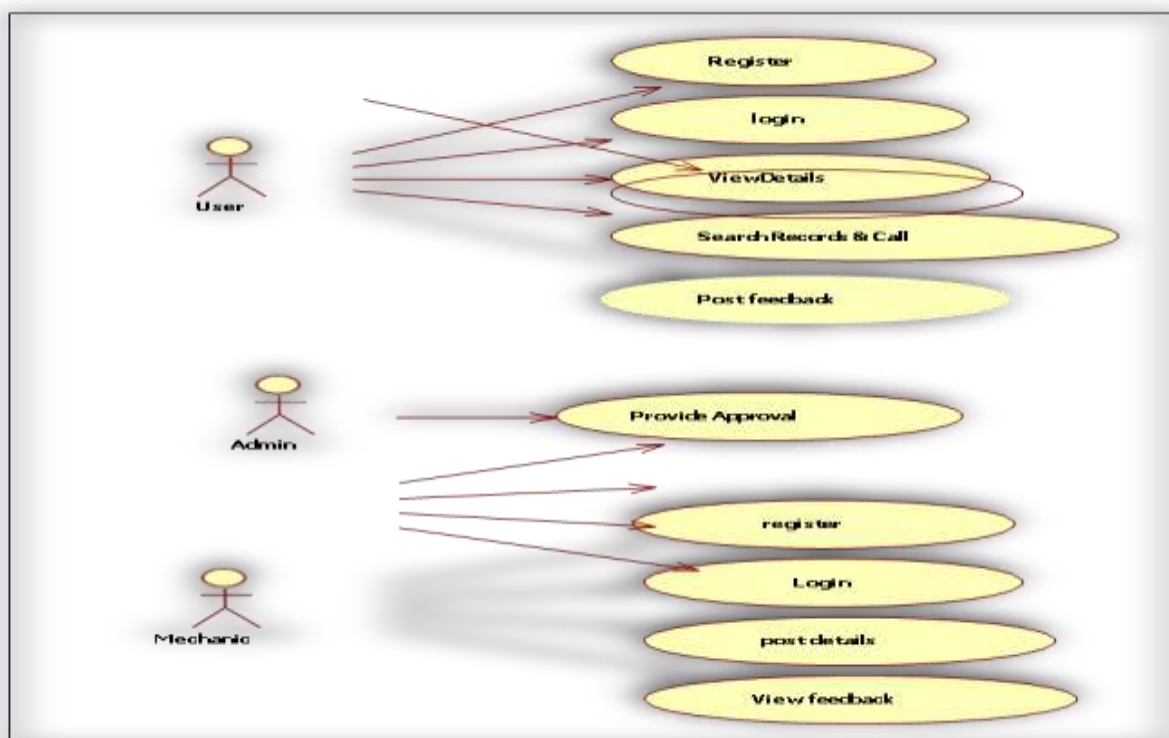 Register
login
ViewDetails
User
Search Records & Call
Post feedback
Admin
Provide Approval
register
Login
Mechanic
post details
View feedback